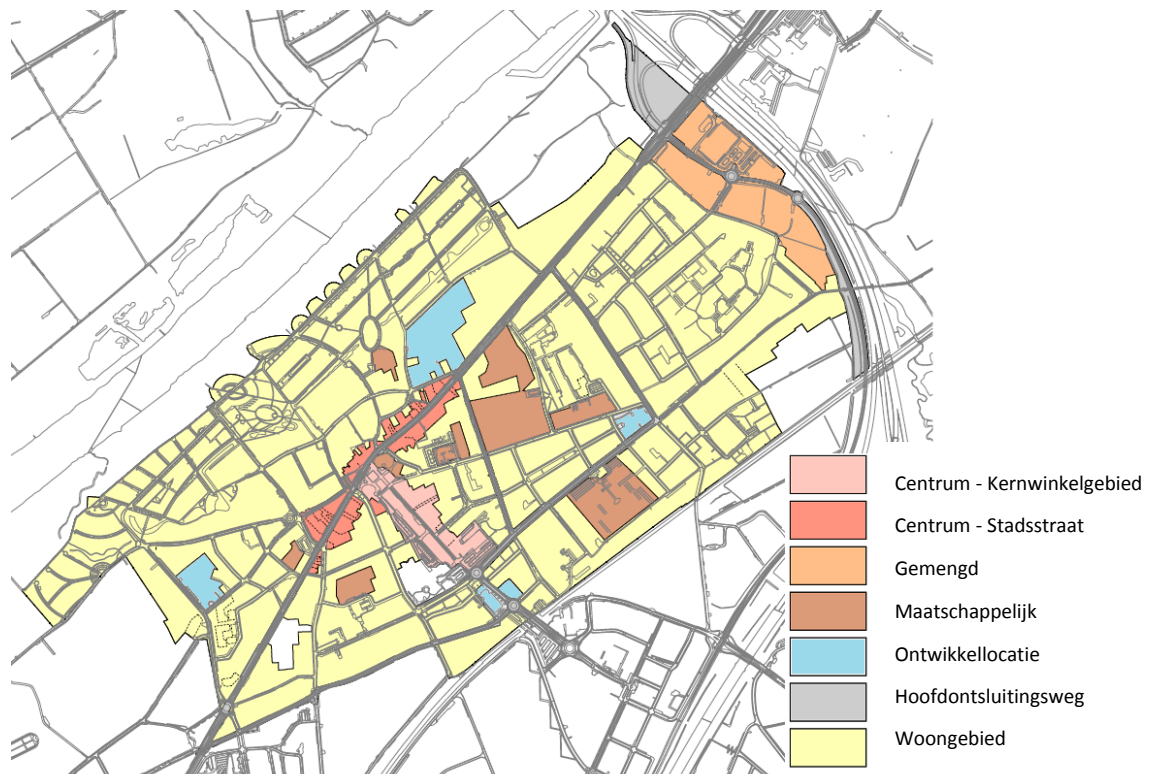 Centrum - Kernwinkelgebied
Centrum - Stadsstraat
Gemengd
Maatschappelijk
Ontwikkellocatie
Hoofdontsluitingsweg
Woongebied